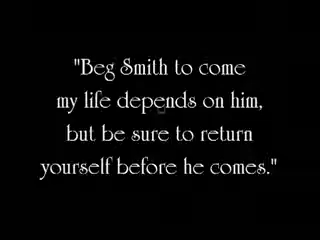 "Beg Smith to come
my life depends on him,
but be sure to return
yourself before he comes."